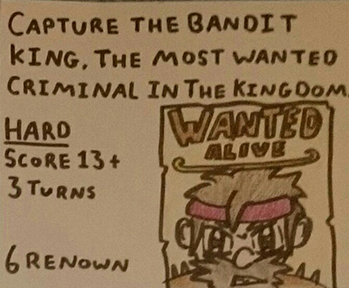 CAPTURE THE BANDIT
KING, THE MOST WANTED
CRIMINAL IN THE KINGDOM
HARD
SCORE 13+
3 TURNS
6 RENOWN
WANTED
ALIVE